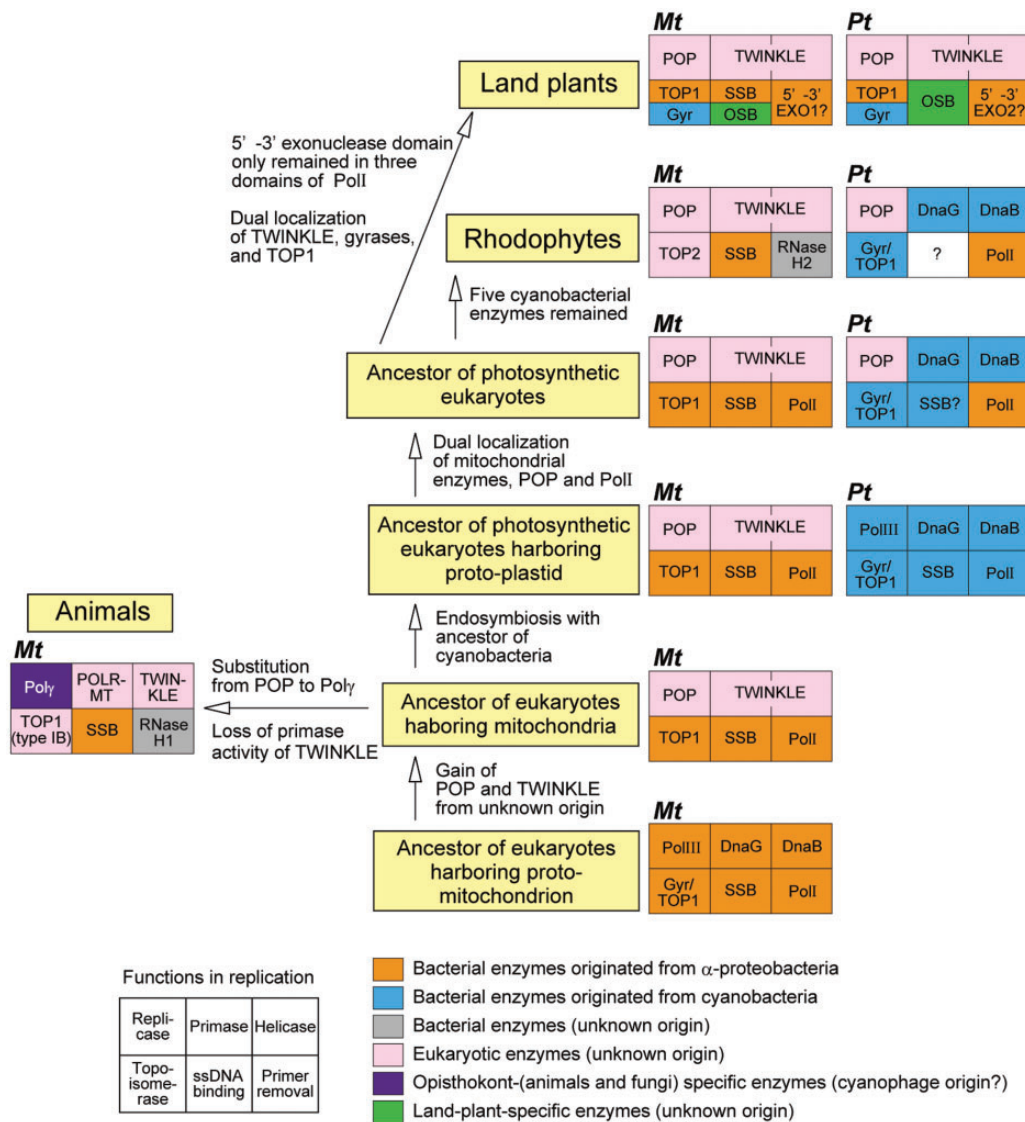 Mt
Pt
Land plants
POP
TWINKLE
TOP1
SSB
5' -3'
EXO1?
Gyr
OSB
POP
TWINKLE
TOP1
OSB
5' -3'
EXO2?
Gyr
5' -3' exonuclease domain
only remained in three
domains of PolI
Dual localization
of TWINKLE, gyrases,
and TOP1
Mt
Pt
Rhodophytes
POP
TWINKLE
TOP2
SSB
RNase
H2
POP
DnaG
DnaB
Gyr/
TOP1
?
PolI
Five cyanobacterial
enzymes remained
Mt
Pt
Ancestor of photosynthetic
eukaryotes
POP
TWINKLE
TOP1
SSB
PolI
POP
DnaG
DnaB
Gyr/
TOP1
SSB?
PolI
Dual localization
of mitochondrial
enzymes, POP and PolI
Mt
Pt
Ancestor of photosynthetic
eukaryotes harboring
proto-plastid
POP
TWINKLE
TOP1
SSB
PolI
PolIII
DnaG
DnaB
Gyr/
TOP1
SSB
PolI
Endosymbiosis with
ancestor of
cyanobacteria
Animals
Mt
Polγ
POLR-
MT
TWIN-
KLE
TOP1
(type IB)
SSB
RNase
H1
Substitution
from POP to Polγ
Loss of primase
activity of TWINKLE
Mt
Ancestor of eukaryotes
haboring mitochondria
POP
TWINKLE
TOP1
SSB
PolI
Gain of
POP and TWINKLE
from unknown origin
Mt
Ancestor of eukaryotes
harboring proto-
mitochondrion
PolIII
DnaG
DnaB
Gyr/
TOP1
SSB
PolI
Functions in replication
Repli-
case
Primase
Helicase
Topo-
isome-
rase
ssDNA
binding
Primer
removal
Bacterial enzymes originated from α-proteobacteria
Bacterial enzymes originated from cyanobacteria
Bacterial enzymes (unknown origin)
Eukaryotic enzymes (unknown origin)
Opisthokont-(animals and fungi) specific enzymes (cyanophage origin?)
Land-plant-specific enzymes (unknown origin)